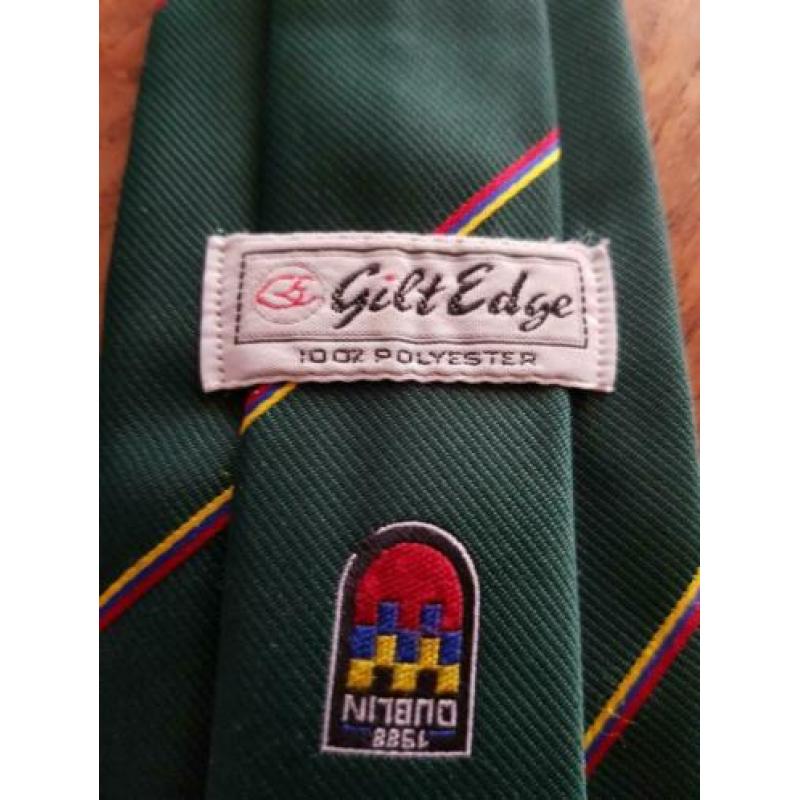 Gilt Edge
100% POLYESTER
DUBLIN
1988